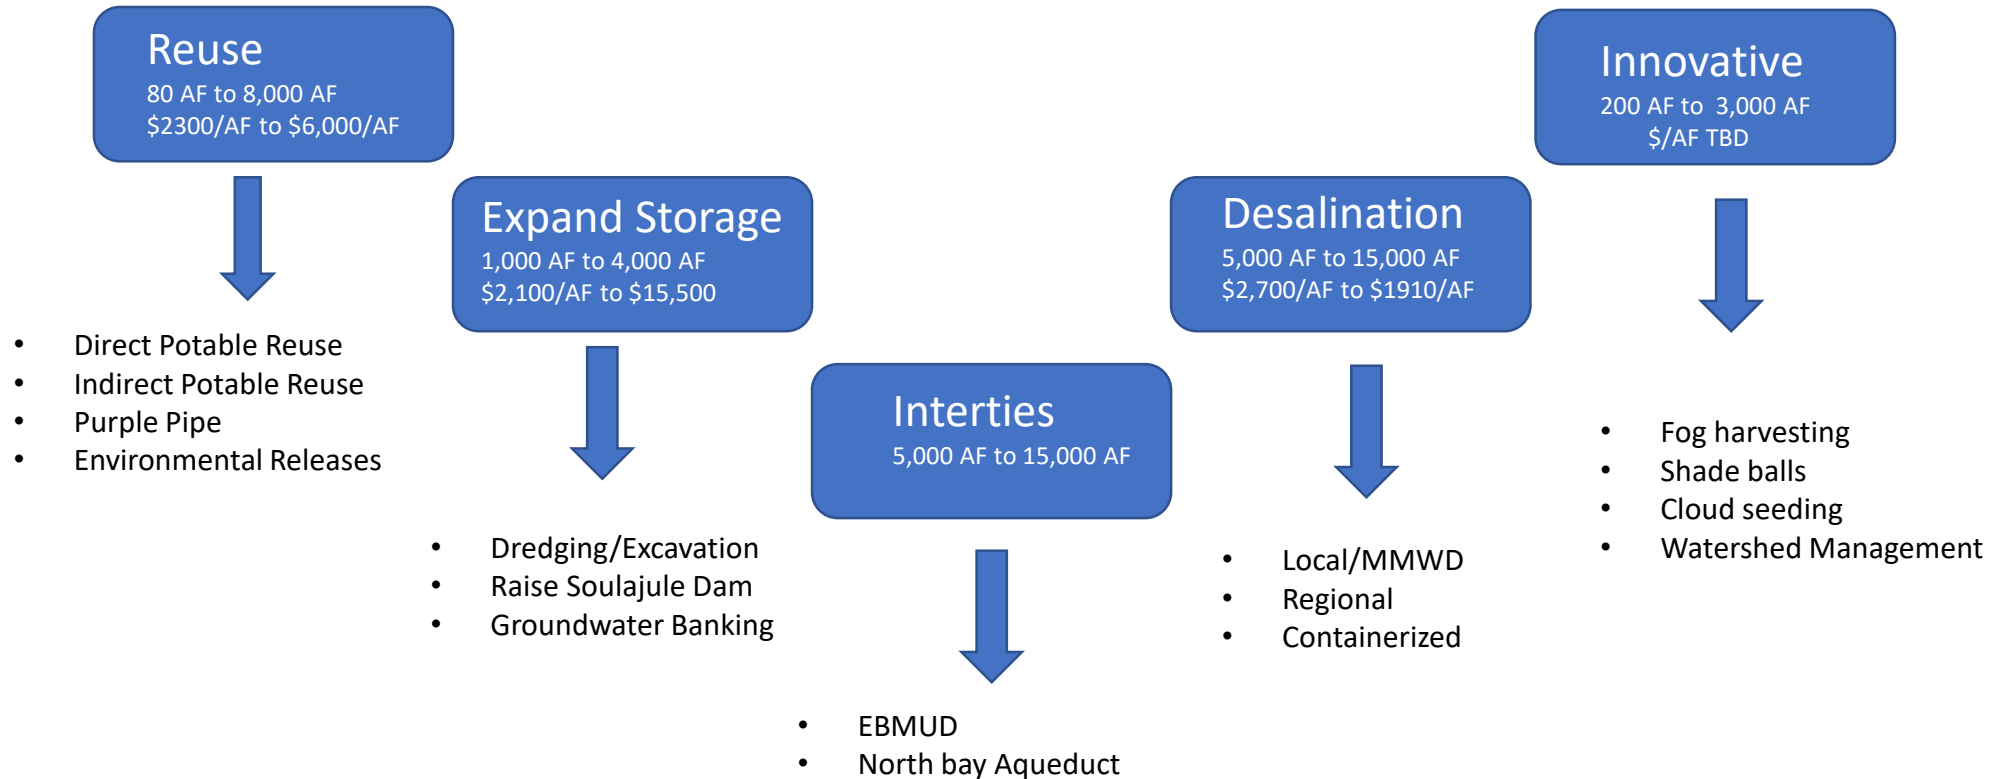 Reuse
80 AF to 8,000 AF
$2300/AF to $6,000/AF
• Direct Potable Reuse
• Indirect Potable Reuse
• Purple Pipe
• Environmental Releases
Expand Storage
1,000 AF to 4,000 AF
$2,100/AF to $15,500
• Dredging/Excavation
• Raise Soulajule Dam
• Groundwater Banking
Interties
5,000 AF to 15,000 AF
• EBMUD
• North bay Aqueduct
Desalination
5,000 AF to 15,000 AF
$2,700/AF to $1910/AF
• Local/MMWD
• Regional
• Containerized
Innovative
200 AF to  3,000 AF
$/AF TBD
• Fog harvesting
• Shade balls
• Cloud seeding
• Watershed Management